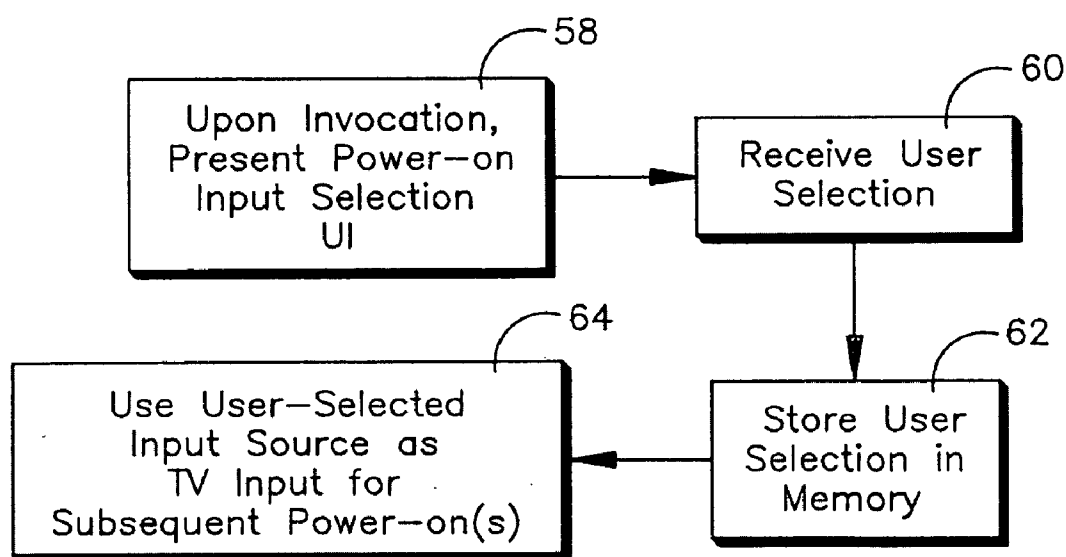 58
Upon Invocation,
Present Power-on
Input Selection
UI
60
Receive User
Selection
62
Store User
Selection in
Memory
64
Use User-Selected
Input Source as
TV Input for
Subsequent Power-on(s)